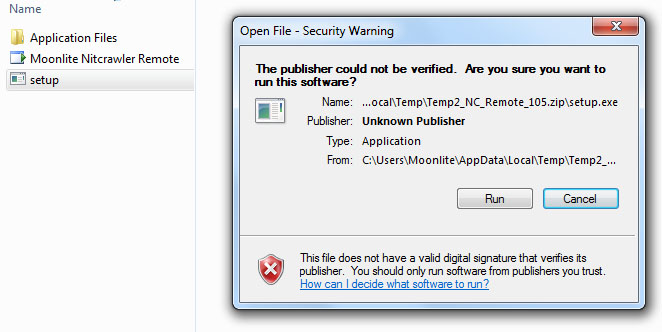 Name
Application Files
Moonlite Nitcrawler Remote
setup
Open File - Security Warning
The publisher could not be verified.  Are you sure you want to
run this software?
Name: ...ocal\Temp\Temp2_NC_Remote_105.zip\setup.exe
Publisher: Unknown Publisher
Type: Application
From: C:\Users\Moonlite\AppData\Local\Temp\Temp2_...
Run Cancel
This file does not have a valid digital signature that verifies its
publisher.  You should only run software from publishers you trust.
How can I decide what software to run?